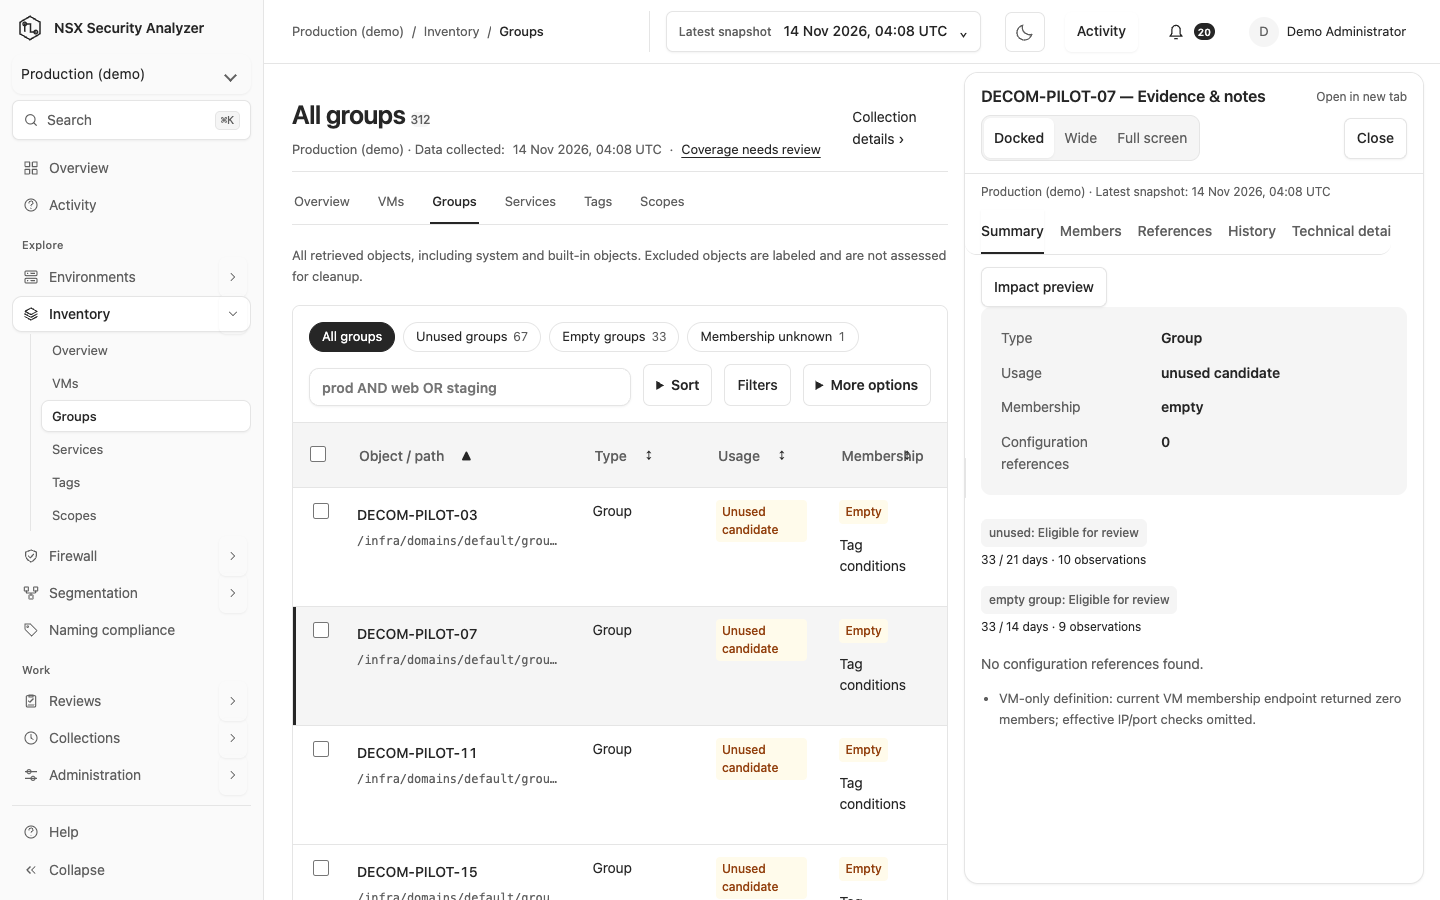 NSX Security Analyzer
Production (demo)
Search ⌘K
Overview
Activity
Explore
Environments
Inventory
Overview
VMs
Groups
Services
Tags
Scopes
Firewall
Segmentation
Naming compliance
Work
Reviews
Collections
Administration
Help
Collapse
Production (demo) / Inventory / Groups
Latest snapshot 14 Nov 2026, 04:08 UTC
Activity
20
D Demo Administrator
All groups 312
Production (demo) · Data collected: 14 Nov 2026, 04:08 UTC · Coverage needs review
Collection
details ›
Overview VMs Groups Services Tags Scopes
All retrieved objects, including system and built-in objects. Excluded objects are labeled and are not assessed
for cleanup.
All groups Unused groups 67 Empty groups 33 Membership unknown 1
prod AND web OR staging
▶ Sort Filters ▶ More options
Object / path ▲ Type ↕ Usage ↕ Membership ↕
DECOM-PILOT-03 Group Unused candidate Empty
/infra/domains/default/grou… Tag conditions
DECOM-PILOT-07 Group Unused candidate Empty
/infra/domains/default/grou… Tag conditions
DECOM-PILOT-11 Group Unused candidate Empty
/infra/domains/default/grou… Tag conditions
DECOM-PILOT-15 Group Unused candidate Empty
/infra/domains/default/grou…
DECOM-PILOT-07 — Evidence & notes
Open in new tab
Docked Wide Full screen
Close
Production (demo) · Latest snapshot: 14 Nov 2026, 04:08 UTC
Summary Members References History Technical detai
Impact preview
Type Group
Usage unused candidate
Membership empty
Configuration references 0
unused: Eligible for review
33 / 21 days · 10 observations
empty group: Eligible for review
33 / 14 days · 9 observations
No configuration references found.
• VM-only definition: current VM membership endpoint returned zero
members; effective IP/port checks omitted.